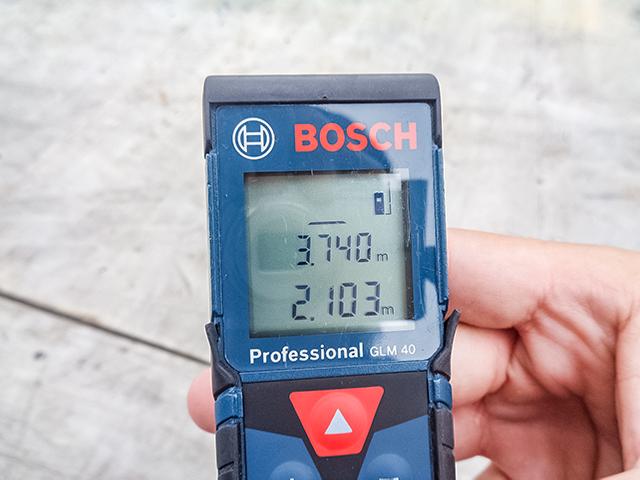 BOSCH
3.740 m
2.103 m
Professional GLM 40